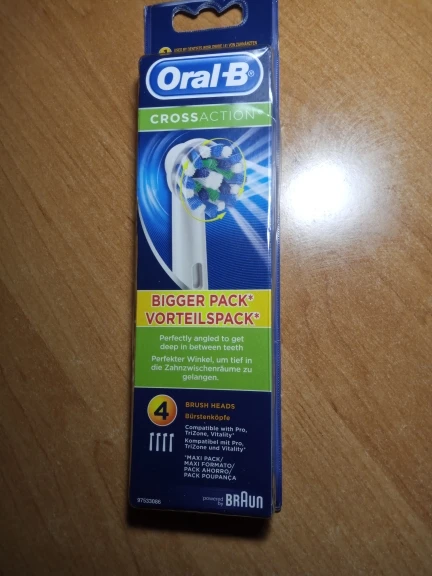 Oral-B
CROSSACTION
BIGGER PACK*
VORTEILSPACK*
Perfectly angled to get
deep in between teeth
Perfekter Winkel, um tief in
die Zahnzwischenräume zu
gelangen.
4
BRUSH HEADS
Bürstenköpfe
Compatible with Pro,
TriZone, Vitality
Kompatibel mit Pro,
TriZone und Vitality
*MAXI PACK/
MAXI FORMATO/
PACK AHORRO/
PACK POUPANÇA
97503886
powered by BRAUN